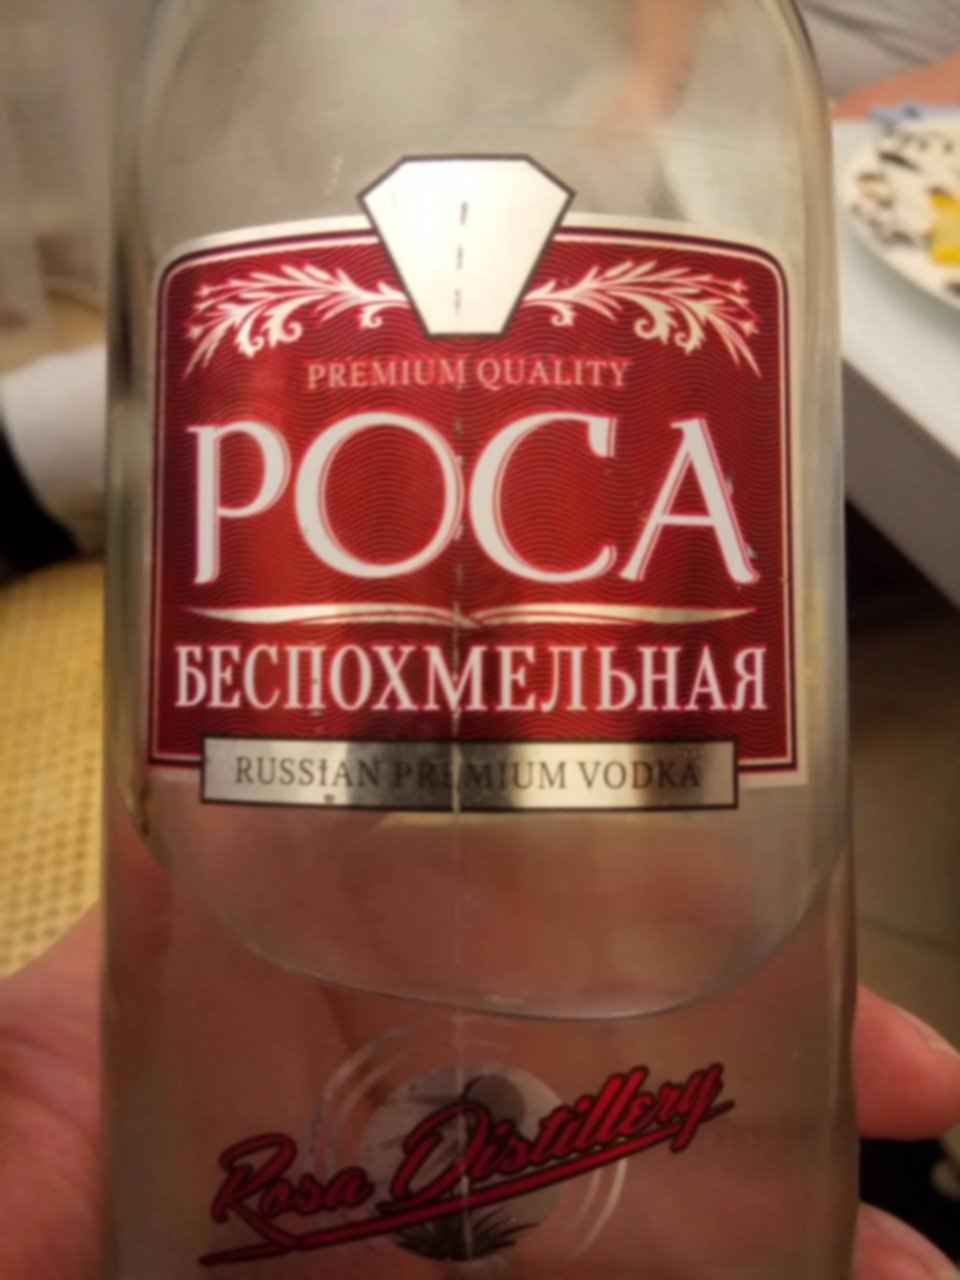 PREMIUM QUALITY
РОСА
БЕСПОХМЕЛЬНАЯ
RUSSIAN PREMIUM VODKA
Rosa Distillery